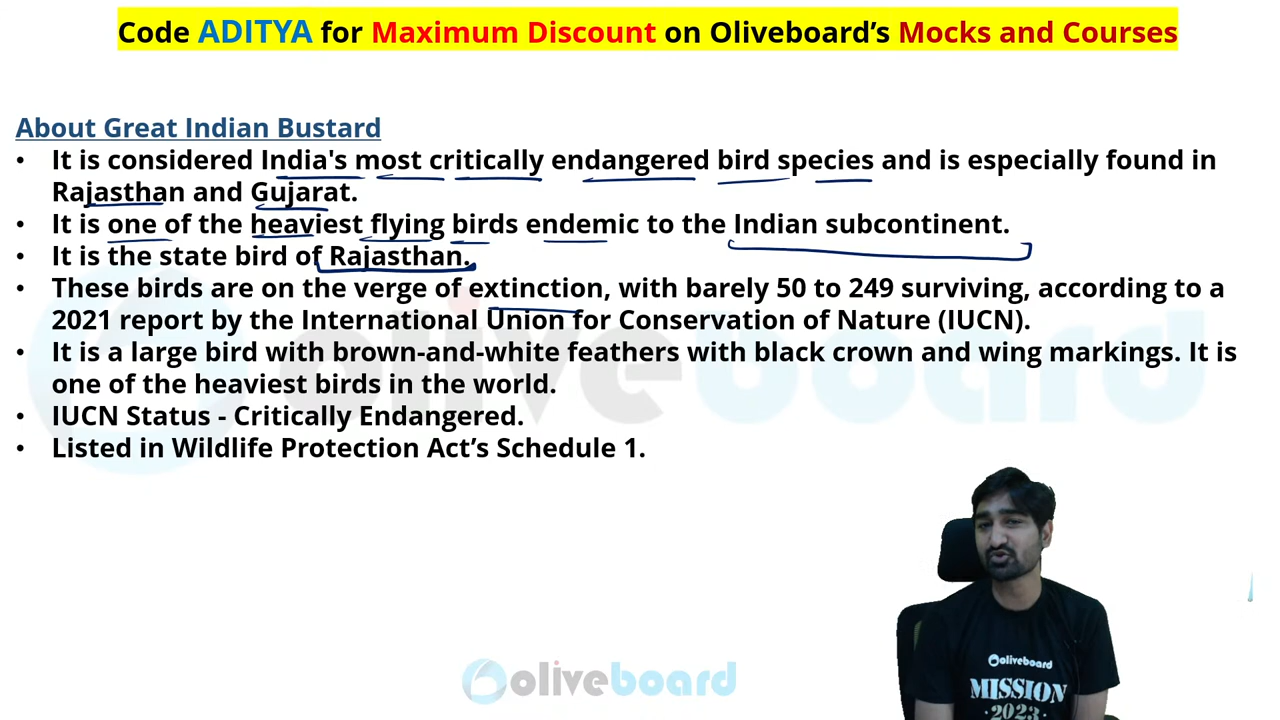 Code ADITYA for Maximum Discount on Oliveboard’s Mocks and Courses
About Great Indian Bustard
• It is considered India's most critically endangered bird species and is especially found in
Rajasthan and Gujarat.
• It is one of the heaviest flying birds endemic to the Indian subcontinent.
• It is the state bird of Rajasthan.
• These birds are on the verge of extinction, with barely 50 to 249 surviving, according to a
2021 report by the International Union for Conservation of Nature (IUCN).
• It is a large bird with brown-and-white feathers with black crown and wing markings. It is
one of the heaviest birds in the world.
• IUCN Status - Critically Endangered.
• Listed in Wildlife Protection Act’s Schedule 1.
oliveboard
oliveboard
oliveboard
MISSION
·2023·